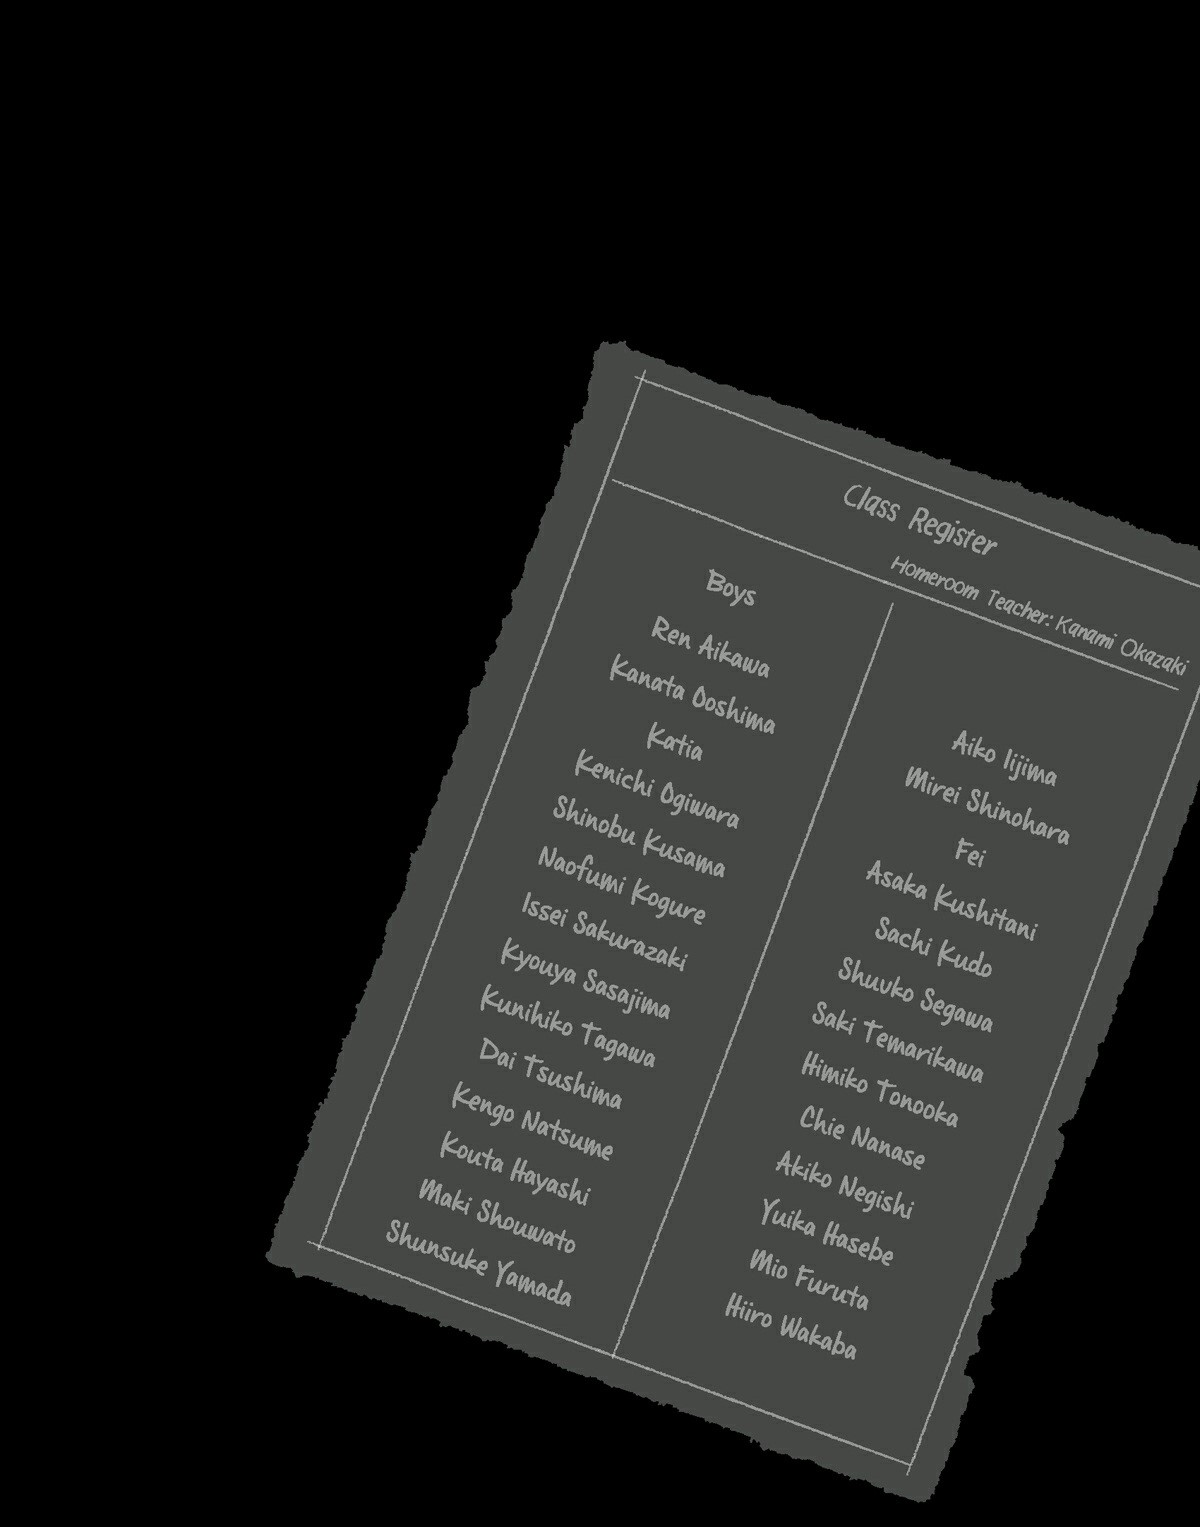 Class Register
Homeroom Teacher: Kanami Okazaki
Boys
Ren Aikawa
Kanata Ooshima
Katia
Kenichi Ogiwara
Shinobu Kusama
Naofumi Kogure
Issei Sakurazaki
Kyouya Sasajima
Kunihiko Tagawa
Dai Tsushima
Kengo Natsume
Kouta Hayashi
Maki Shouwato
Shunsuke Yamada
Aiko Iijima
Mirei Shinohara
Fei
Asaka Kushitani
Sachi Kudo
Shuuko Segawa
Saki Temarikawa
Himiko Tonooka
Chie Nanase
Akiko Negishi
Yuika Hasebe
Mio Furuta
Hiiro Wakaba